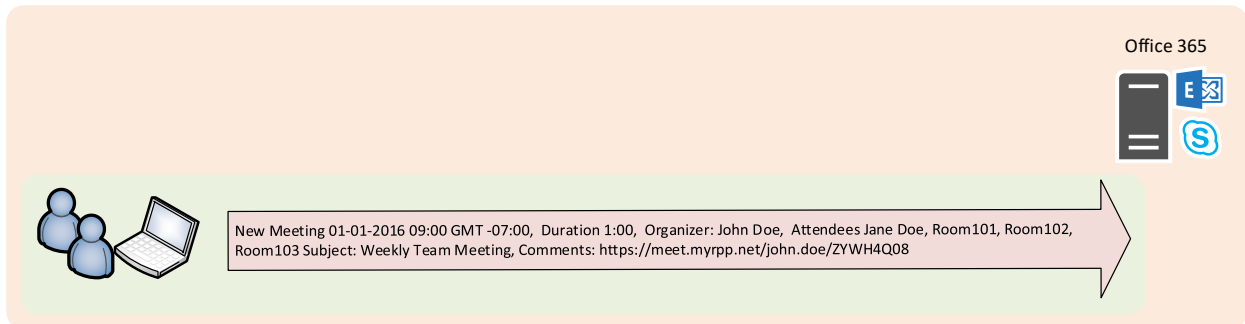 Office 365
E
S
New Meeting 01-01-2016 09:00 GMT -07:00, Duration 1:00, Organizer: John Doe, Attendees Jane Doe, Room101, Room102,
Room103 Subject: Weekly Team Meeting, Comments: https://meet.myrpp.net/john.doe/ZYWH4Q08